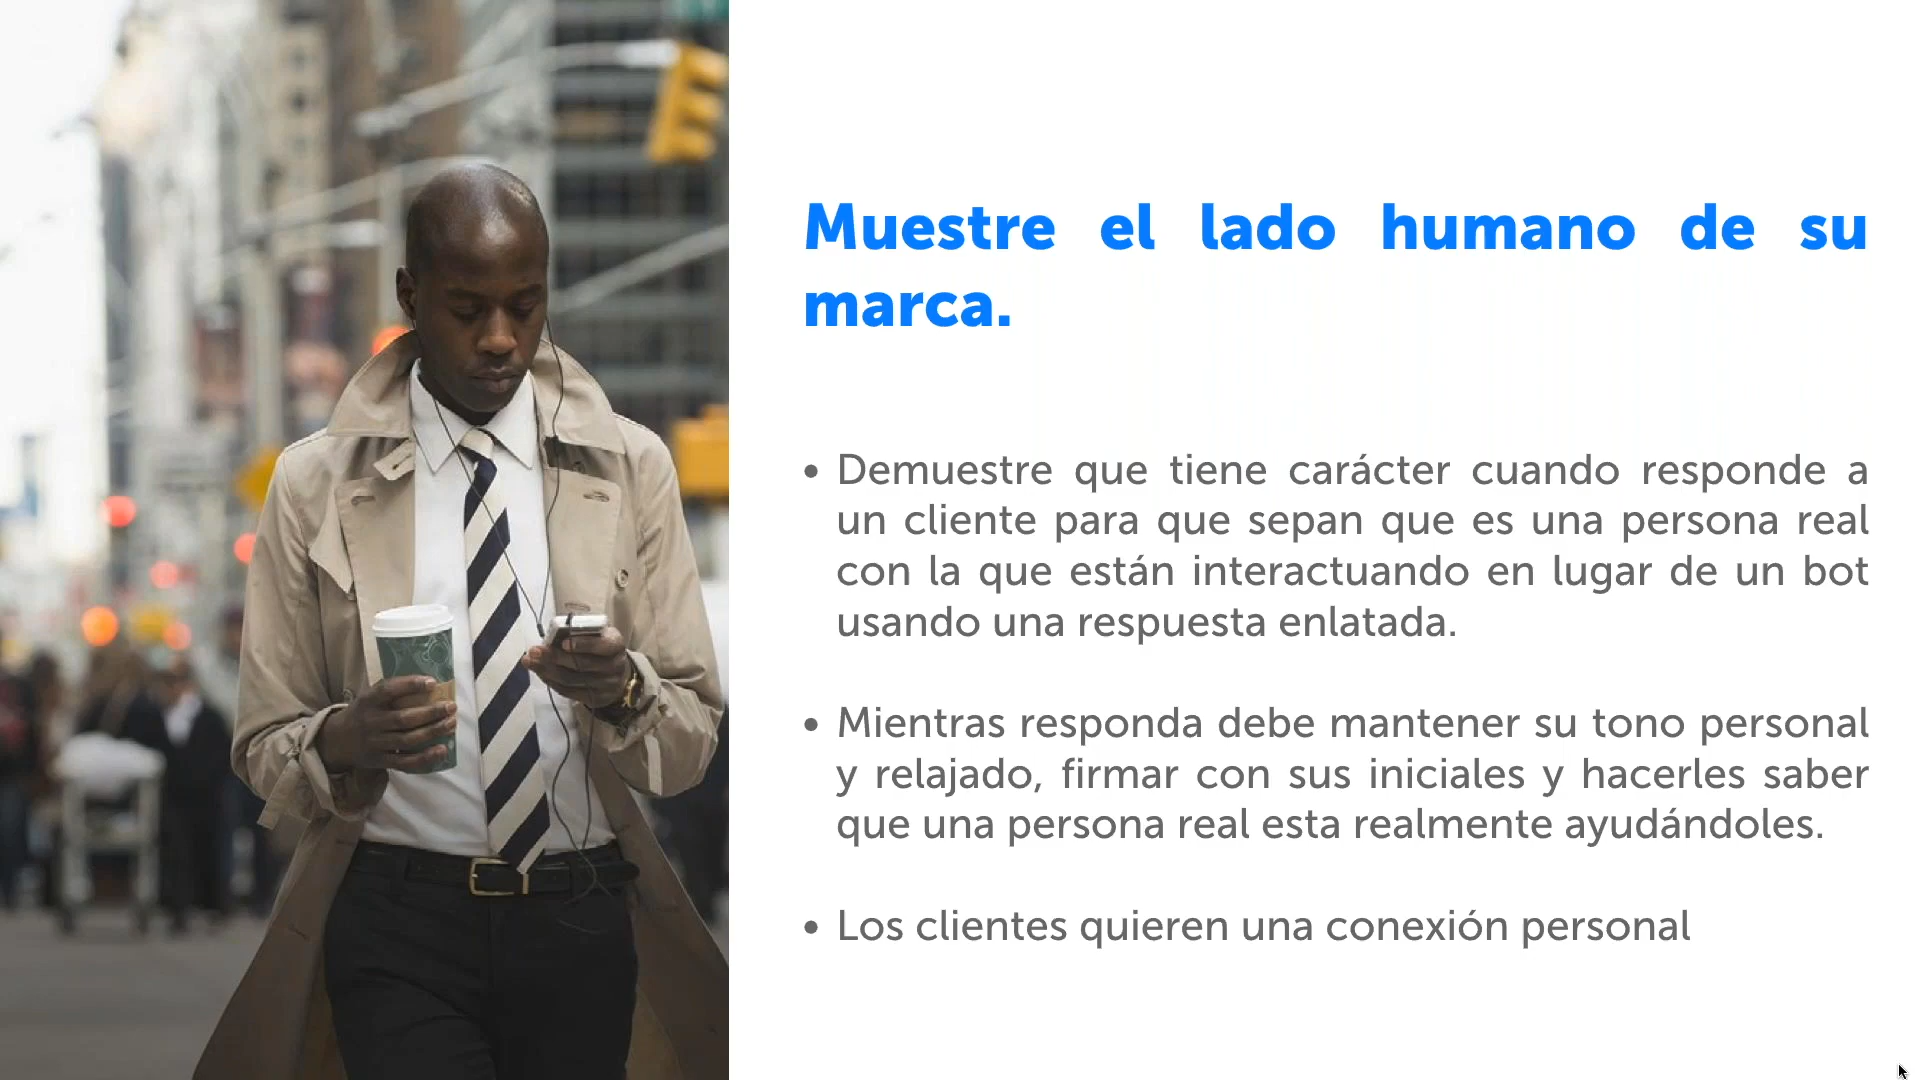 Muestre el lado humano de su
marca.
• Demuestre que tiene carácter cuando responde a
un cliente para que sepan que es una persona real
con la que están interactuando en lugar de un bot
usando una respuesta enlatada.
• Mientras responda debe mantener su tono personal
y relajado, firmar con sus iniciales y hacerles saber
que una persona real esta realmente ayudándoles.
• Los clientes quieren una conexión personal